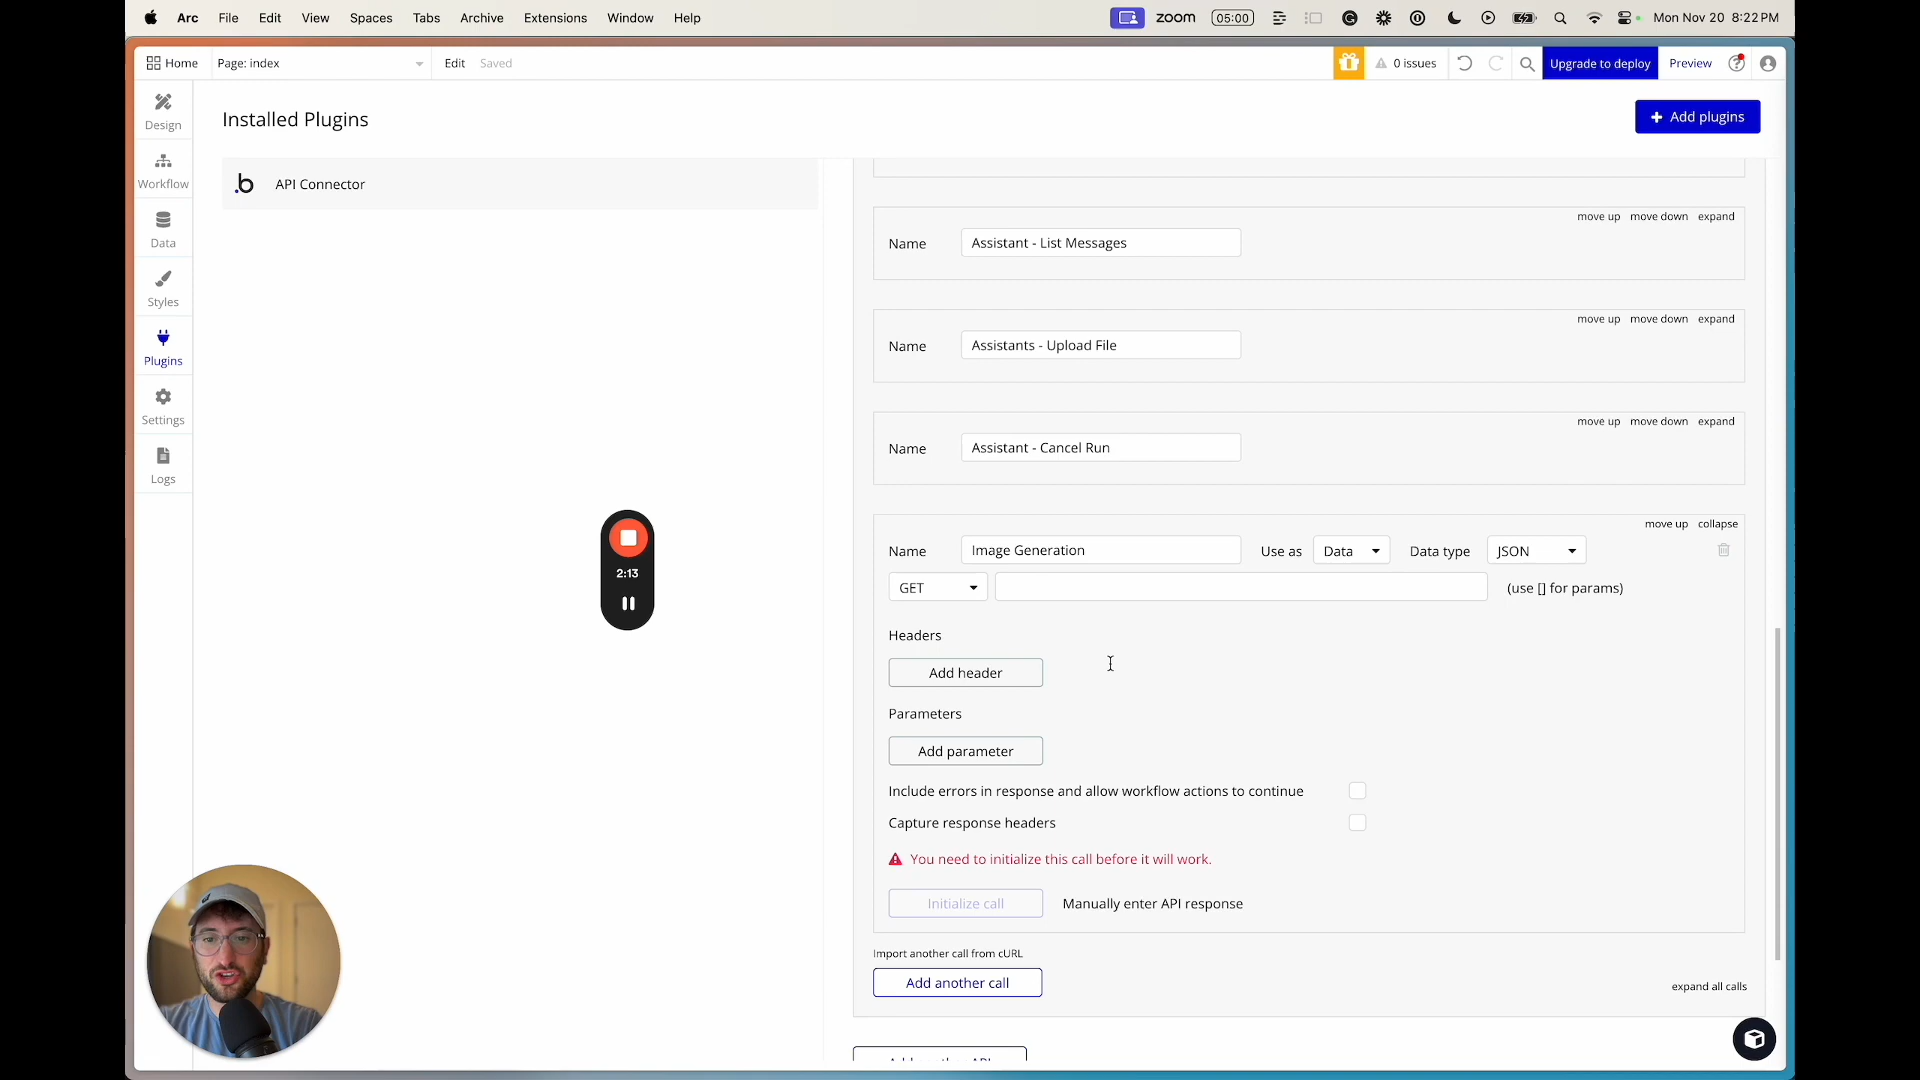 Arc File Edit View Spaces Tabs Archive Extensions Window Help zoom 05:00 Mon Nov 20 8:22 PM
Home Page: index Edit Saved 0 issues Upgrade to deploy Preview
Design
Workflow
Data
Styles
Plugins
Settings
Logs
Installed Plugins
Add plugins
.b API Connector
move up move down expand
Name Assistant - List Messages
move up move down expand
Name Assistants - Upload File
move up move down expand
Name Assistant - Cancel Run
move up collapse
Name Image Generation Use as Data Data type JSON
GET (use [] for params)
Headers
Add header
Parameters
Add parameter
Include errors in response and allow workflow actions to continue
Capture response headers
You need to initialize this call before it will work.
Initialize call Manually enter API response
Import another call from cURL
Add another call
expand all calls
2:13